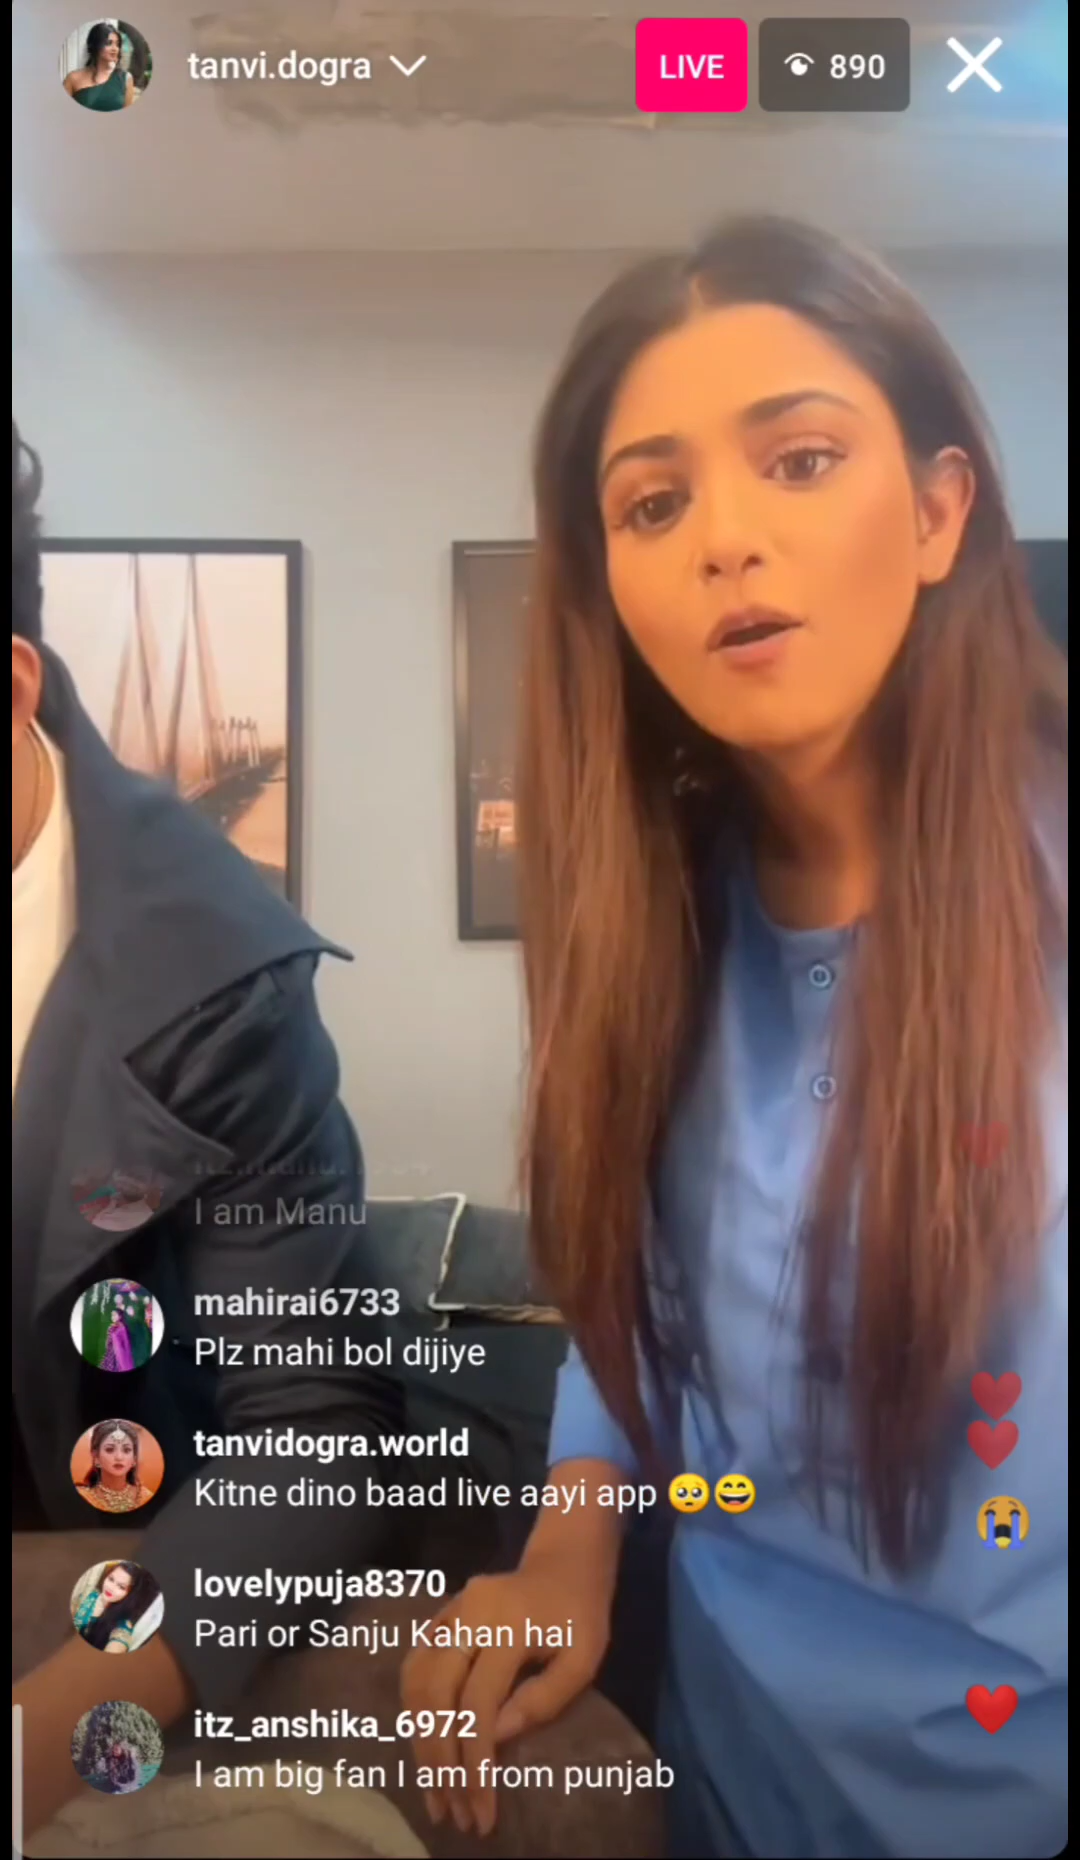 tanvi.dogra
LIVE
890
I am Manu
mahirai6733
Plz mahi bol dijiye
tanvidogra.world
Kitne dino baad live aayi app 🥺😄
lovelypuja8370
Pari or Sanju Kahan hai
itz_anshika_6972
I am big fan I am from punjab